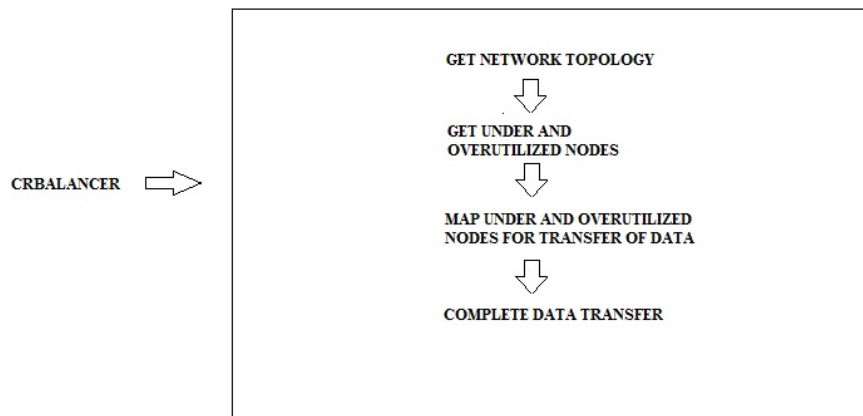 GET NETWORK TOPOLOGY
GET UNDER AND
OVERUTILIZED NODES
CRBALANCER
MAP UNDER AND OVERUTILIZED
NODES FOR TRANSFER OF DATA
COMPLETE DATA TRANSFER